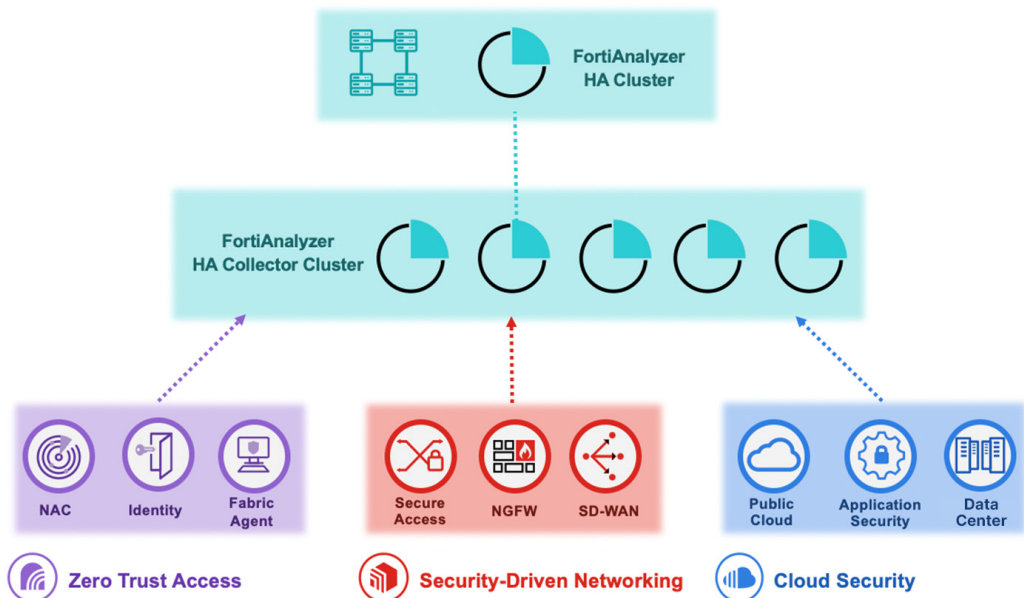 FortiAnalyzer
HA Cluster
FortiAnalyzer
HA Collector Cluster
NAC
Identity
Fabric
Agent
Secure
Access
NGFW
SD-WAN
Public
Cloud
Application
Security
Data
Center
Zero Trust Access
Security-Driven Networking
Cloud Security